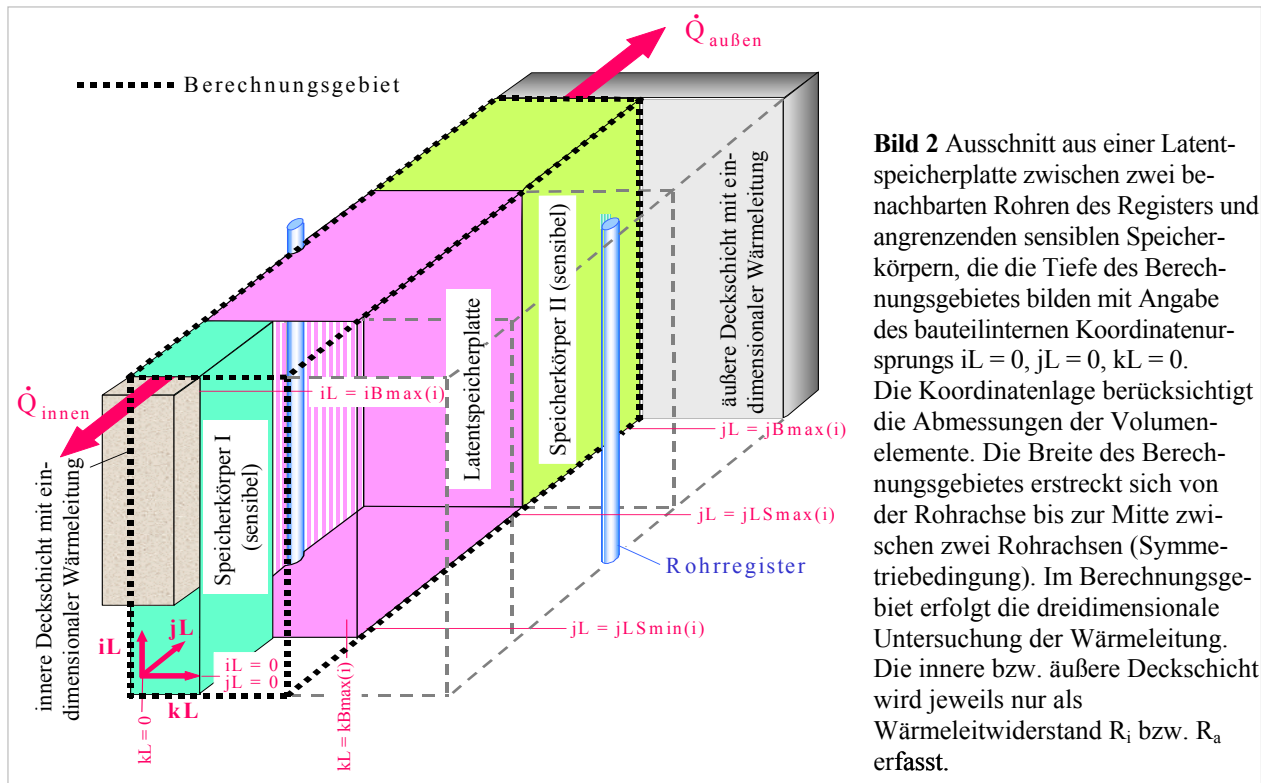 Q̇ außen
Berechnungsgebiet
äußere Deckschicht mit ein-
dimensionaler Wärmeleitung
Speicherkörper II (sensibel)
Latentspeicherplatte
Q̇ innen
iL = iBmax(i)
Speicherkörper I
(sensibel)
innere Deckschicht mit ein-
dimensionaler Wärmeleitung
jL = jBmax(i)
jL = jLSmax(i)
Rohrregister
jL = jLSmin(i)
iL
jL
iL = 0
jL = 0
kL
kL = 0
kL = kBmax(i)
Bild 2 Ausschnitt aus einer Latent-
speicherplatte zwischen zwei be-
nachbarten Rohren des Registers und
angrenzenden sensiblen Speicher-
körpern, die die Tiefe des Berech-
nungsgebietes bilden mit Angabe
des bauteilinternen Koordinatenur-
sprungs iL = 0, jL = 0, kL = 0.
Die Koordinatenlage berücksichtigt
die Abmessungen der Volumen-
elemente. Die Breite des Berech-
nungsgebietes erstreckt sich von
der Rohrachse bis zur Mitte zwi-
schen zwei Rohrachsen (Symme-
triebedingung). Im Berechnungsge-
biet erfolgt die dreidimensionale
Untersuchung der Wärmeleitung.
Die innere bzw. äußere Deckschicht
wird jeweils nur als
Wärmeleitwiderstand Ri bzw. Ra
erfasst.